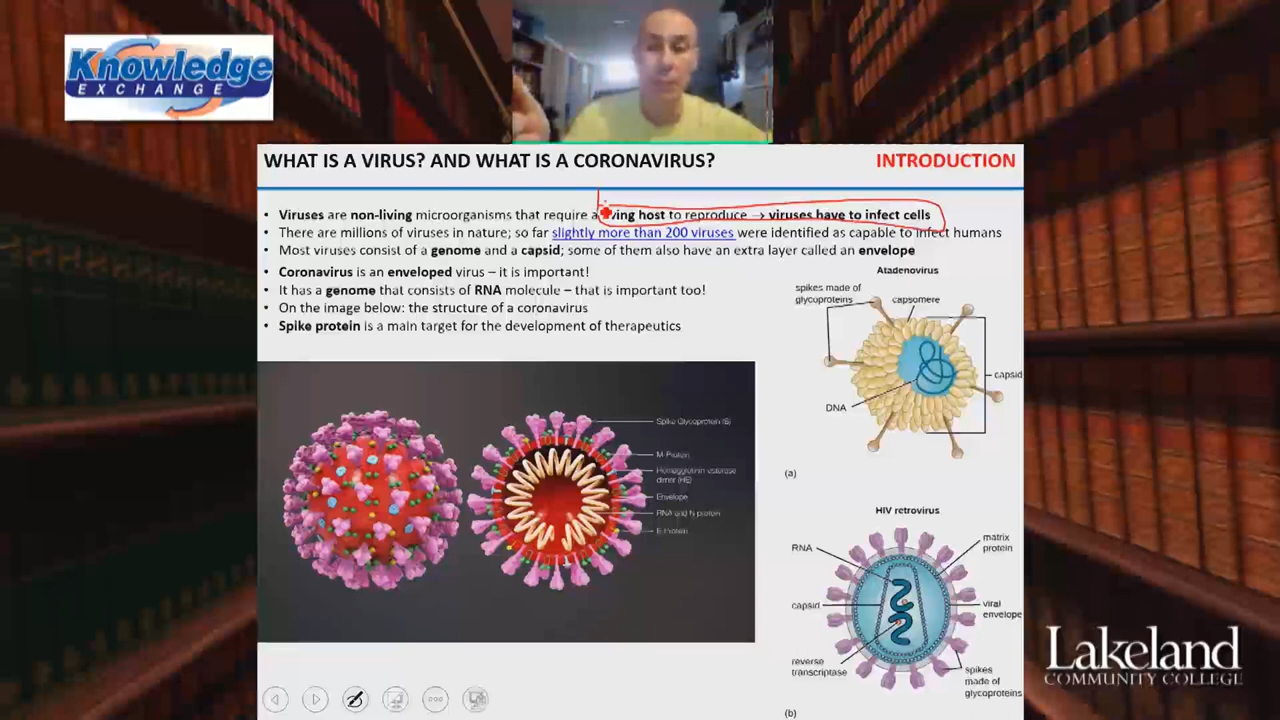 Knowledge
EXCHANGE
WHAT IS A VIRUS? AND WHAT IS A CORONAVIRUS?
INTRODUCTION
• Viruses are non-living microorganisms that require a living host to reproduce → viruses have to infect cells
• There are millions of viruses in nature; so far slightly more than 200 viruses were identified as capable to infect humans
• Most viruses consist of a genome and a capsid; some of them also have an extra layer called an envelope
• Coronavirus is an enveloped virus – it is important!
• It has a genome that consists of RNA molecule – that is important too!
• On the image below: the structure of a coronavirus
• Spike protein is a main target for the development of therapeutics
Spike Glycoprotein (S)
M-Protein
Hemagglutinin-esterase
dimer (HE)
Envelope
RNA and N protein
E-Protein
Atadenovirus
spikes made of
glycoproteins
capsomere
capsid
DNA
(a)
HIV retrovirus
RNA
matrix
protein
capsid
viral
envelope
reverse
transcriptase
spikes
made of
glycoproteins
(b)
Lakeland
COMMUNITY COLLEGE